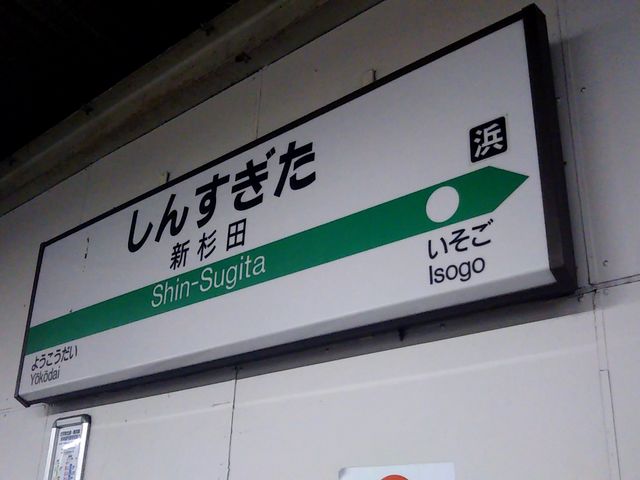 浜
しんすぎた
新杉田
Shin-Sugita
いそご
Isogo
ようこうだい
Yōkōdai